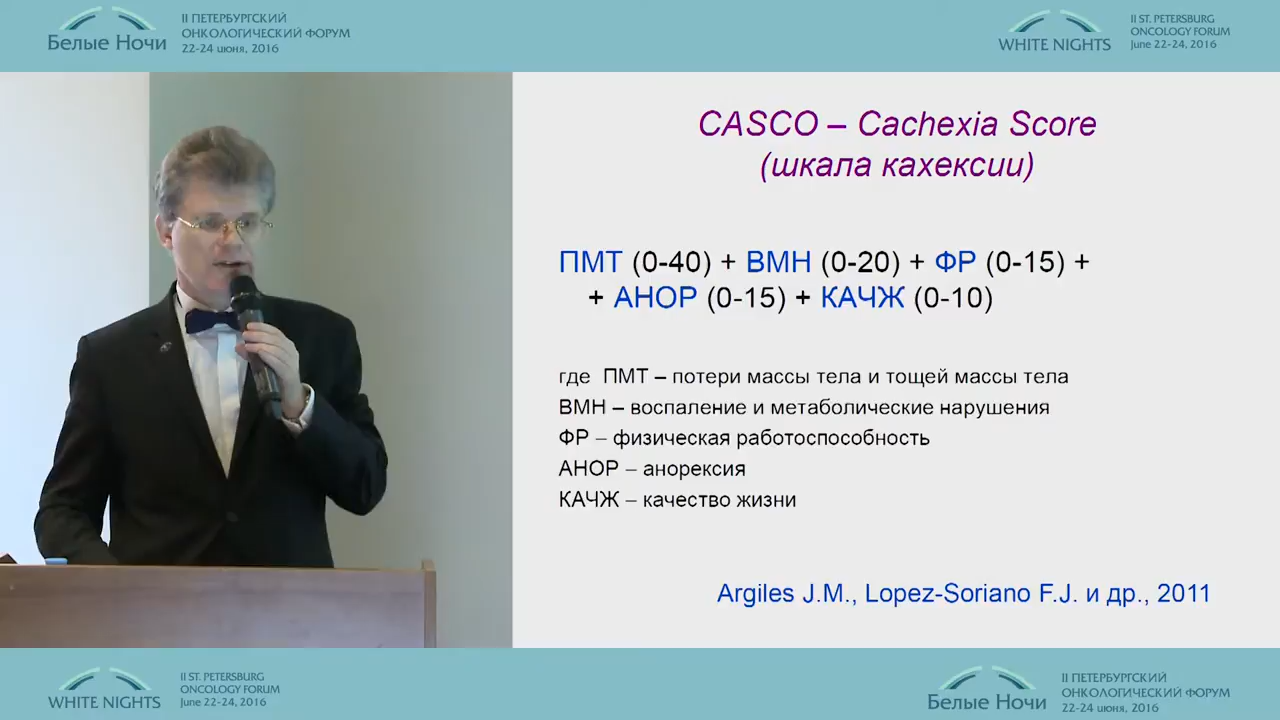 Белые Ночи
II ПЕТЕРБУРГСКИЙ
ОНКОЛОГИЧЕСКИЙ ФОРУМ
22-24 июня, 2016
WHITE NIGHTS
II ST. PETERSBURG
ONCOLOGY FORUM
June 22-24, 2016
CASCO – Cachexia Score
(шкала кахексии)
ПМТ (0-40) + ВМН (0-20) + ФР (0-15) +
+ АНОР (0-15) + КАЧЖ (0-10)
где ПМТ – потери массы тела и тощей массы тела
ВМН – воспаление и метаболические нарушения
ФР – физическая работоспособность
АНОР – анорексия
КАЧЖ – качество жизни
Argiles J.M., Lopez-Soriano F.J. и др., 2011
WHITE NIGHTS
II ST. PETERSBURG
ONCOLOGY FORUM
June 22-24, 2016
Белые Ночи
II ПЕТЕРБУРГСКИЙ
ОНКОЛОГИЧЕСКИЙ ФОРУМ
22-24 июня, 2016